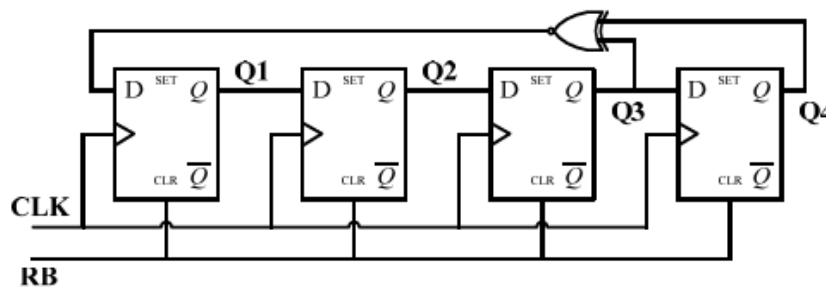 Q1 Q2 Q3 Q4
D SET Q D SET Q D SET Q D SET Q
CLR Q CLR Q CLR Q CLR Q
CLK
RB